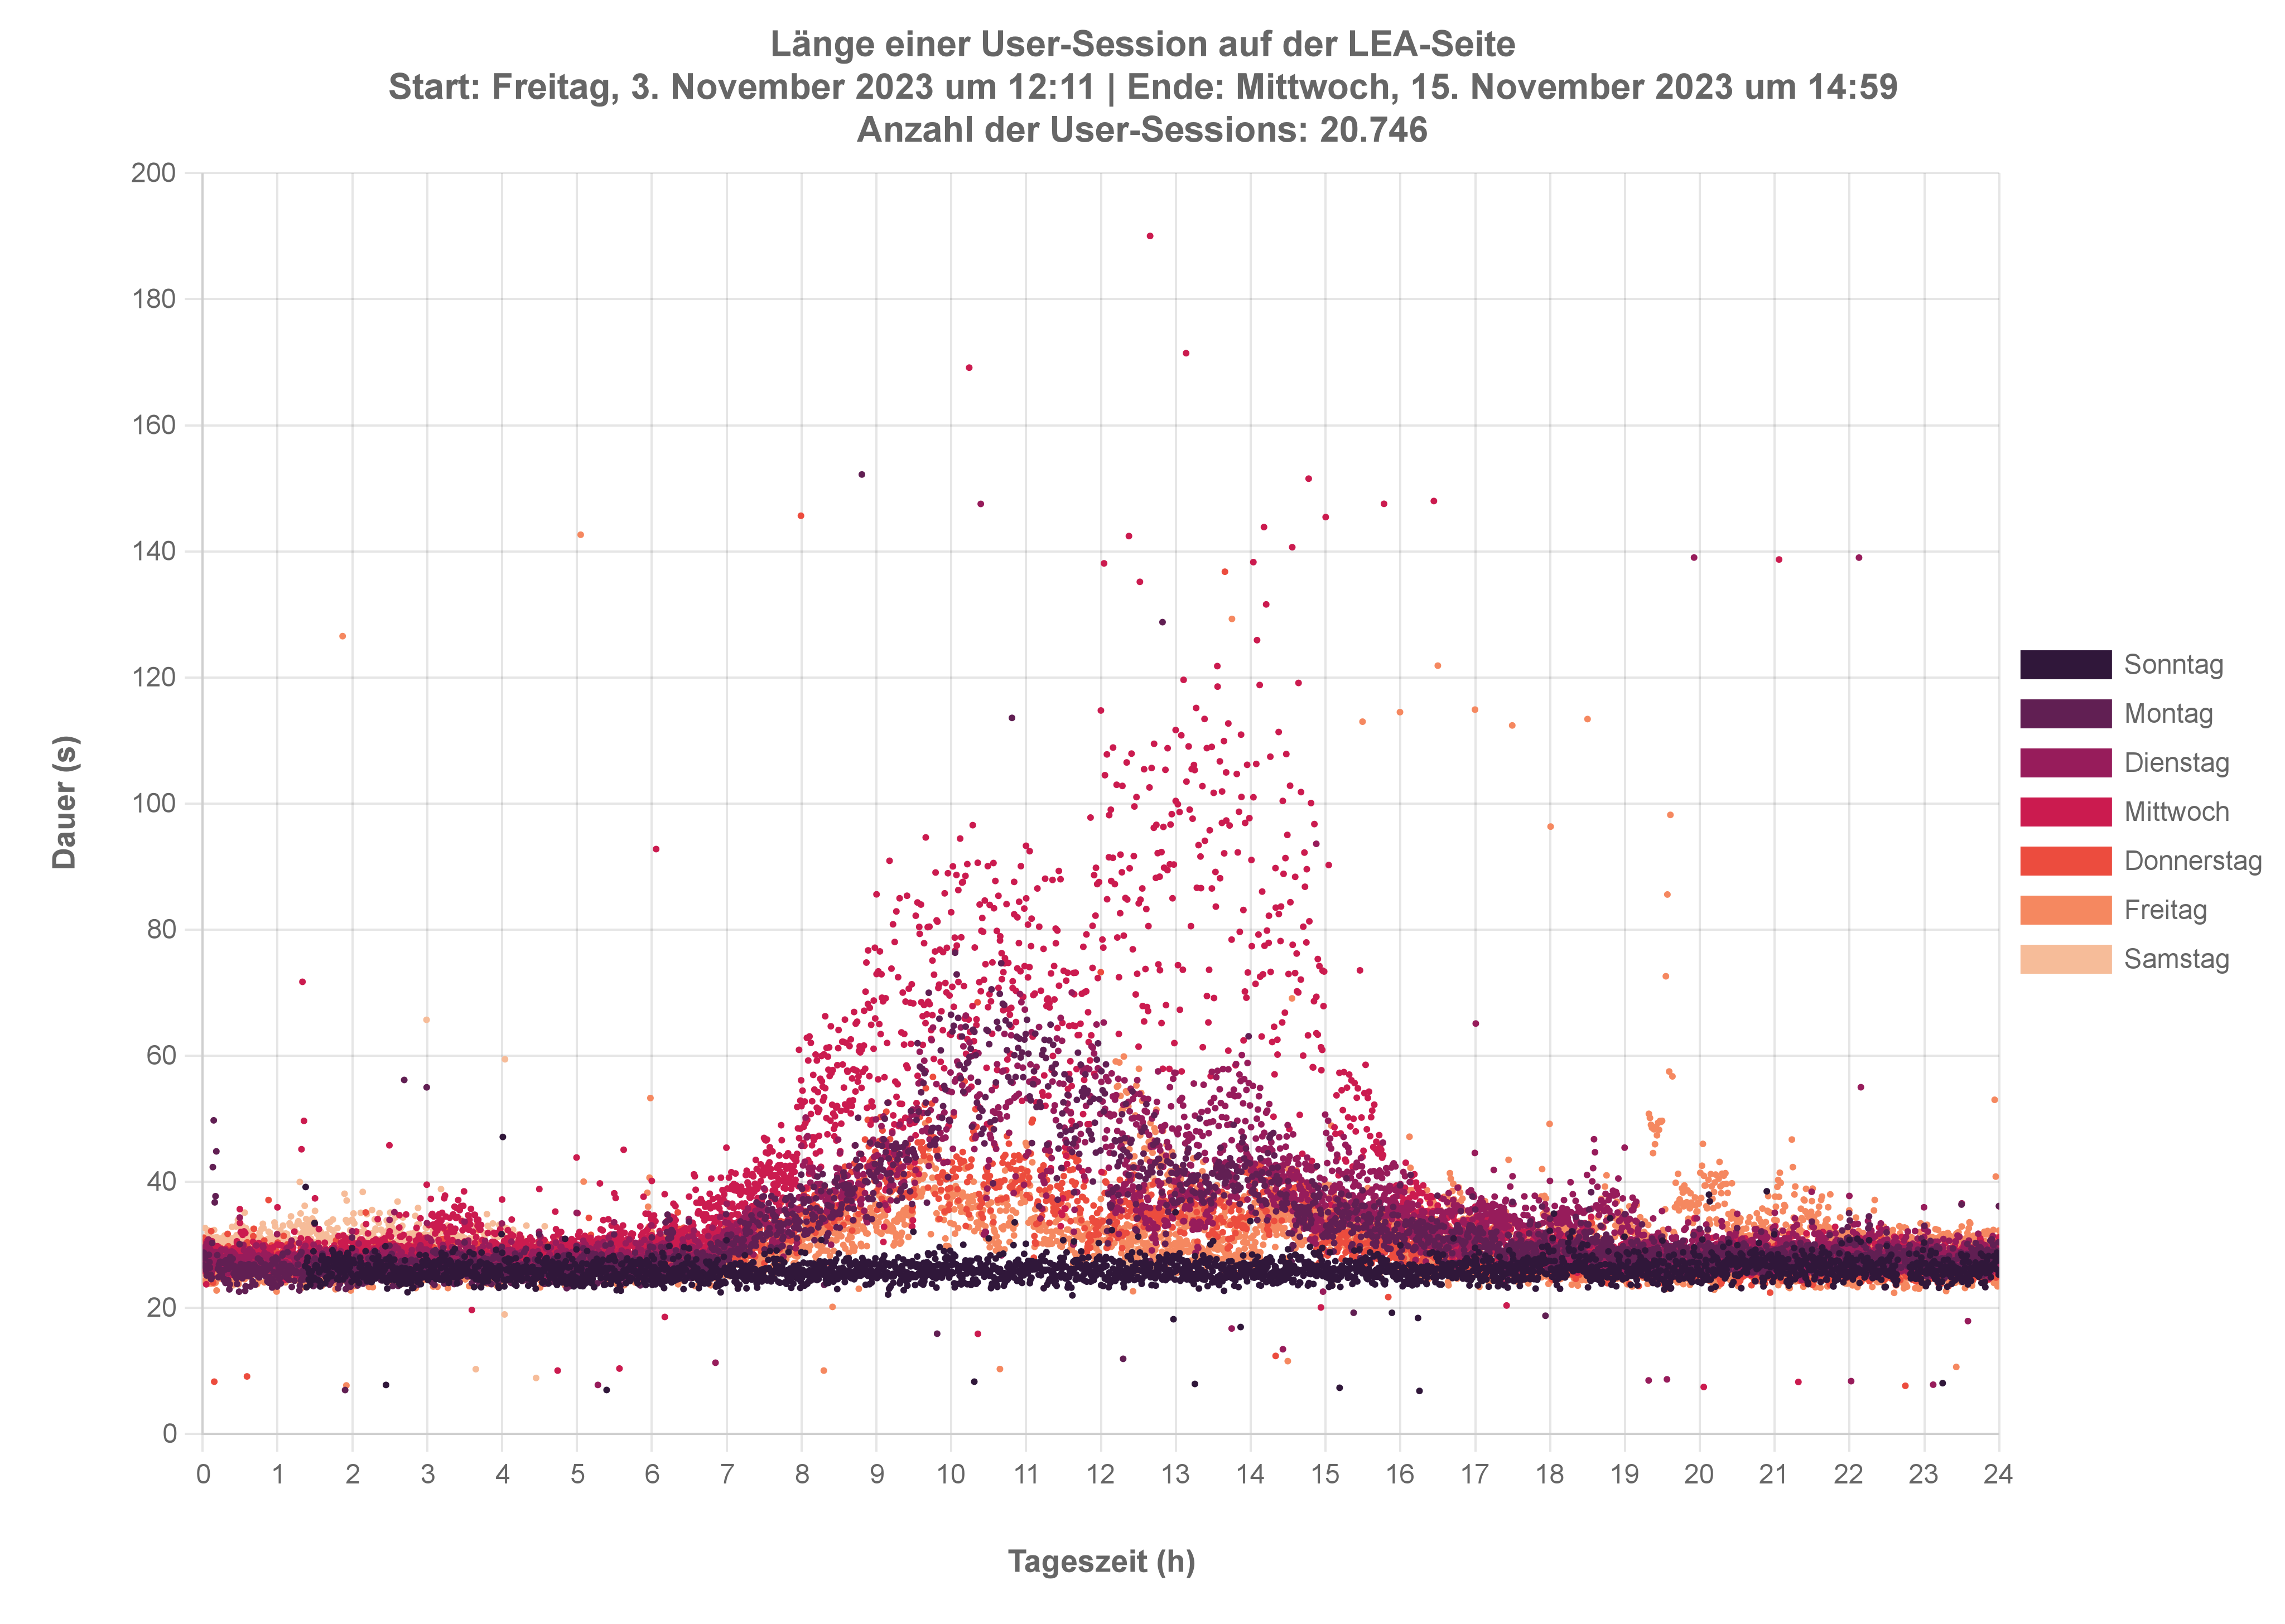 Länge einer User-Session auf der LEA-Seite
Start: Freitag, 3. November 2023 um 12:11 | Ende: Mittwoch, 15. November 2023 um 14:59
Anzahl der User-Sessions: 20.746
200
180
160
140
120
100
80
60
40
20
0
Dauer (s)
0 1 2 3 4 5 6 7 8 9 10 11 12 13 14 15 16 17 18 19 20 21 22 23 24
Tageszeit (h)
Sonntag
Montag
Dienstag
Mittwoch
Donnerstag
Freitag
Samstag